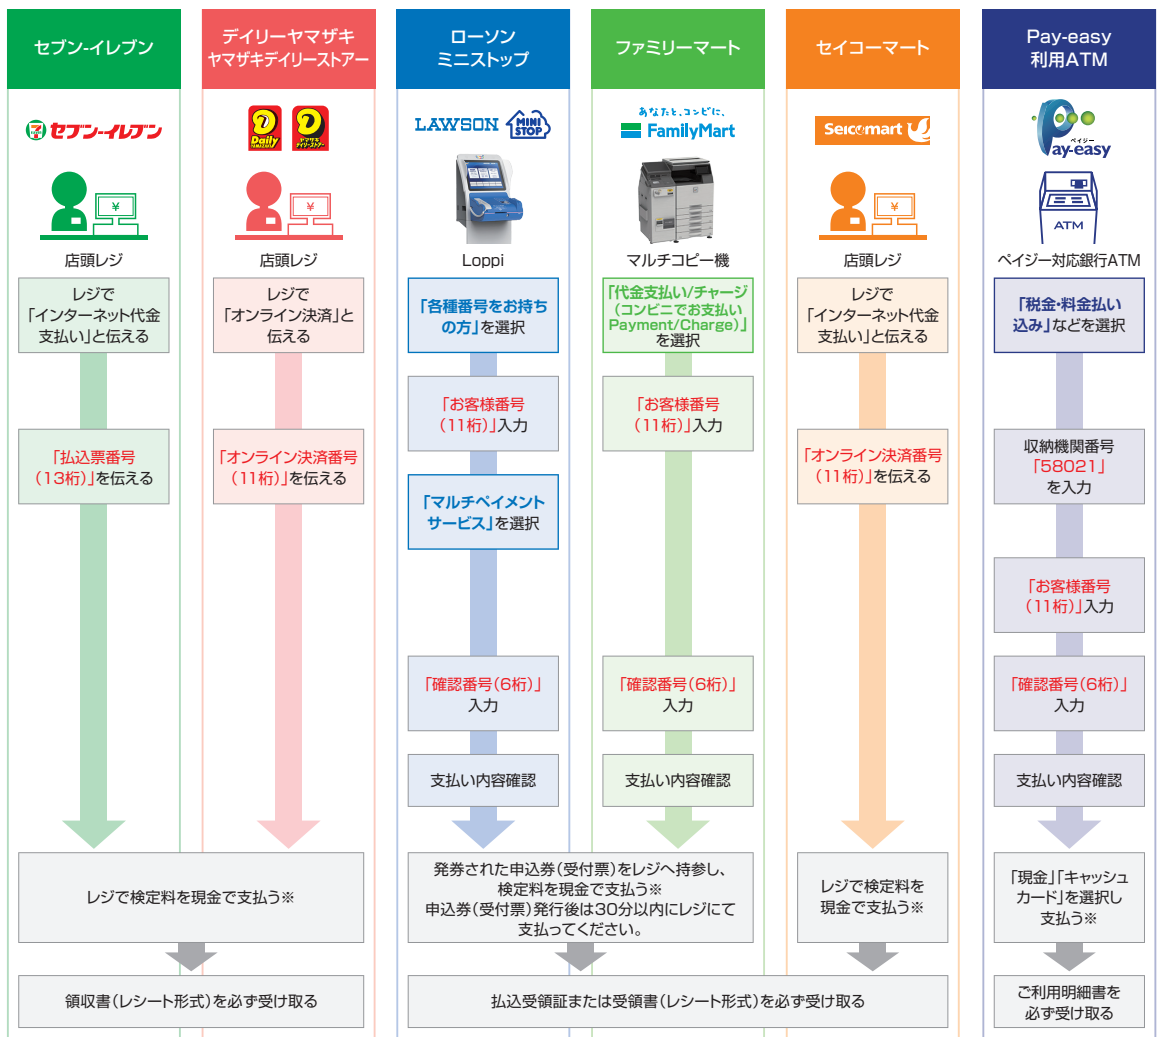 セブン-イレブン
デイリーヤマザキ
ヤマザキデイリーストアー
ローソン
ミニストップ
ファミリーマート
セイコーマート
Pay-easy
利用ATM
7
セブン-イレブン
Daily
YAMAZAKI
ヤマザキ
デイリーストアー
LAWSON
MINI
STOP
あなたと、コンビに、
FamilyMart
Seicomart
ペイジー
Pay-easy
¥
¥
¥
ATM
店頭レジ
店頭レジ
Loppi
マルチコピー機
店頭レジ
ペイジー対応銀行ATM
レジで
「インターネット代金
支払い」と伝える
レジで
「オンライン決済」と
伝える
「各種番号をお持ち
の方」を選択
「代金支払い/チャージ
(コンビニでお支払い
Payment/Charge)」
を選択
レジで
「インターネット代金
支払い」と伝える
「税金・料金払い
込み」などを選択
「お客様番号
(11桁)」入力
「お客様番号
(11桁)」入力
「払込票番号
(13桁)」を伝える
「オンライン決済番号
(11桁)」を伝える
「マルチペイメント
サービス」を選択
「オンライン決済番号
(11桁)」を伝える
収納機関番号
「58021」
を入力
「お客様番号
(11桁)」入力
「確認番号(6桁)」
入力
「確認番号(6桁)」
入力
「確認番号(6桁)」
入力
支払い内容確認
支払い内容確認
支払い内容確認
レジで検定料を現金で支払う※
発券された申込券(受付票)をレジへ持参し、
検定料を現金で支払う※
申込券(受付票)発行後は30分以内にレジにて
支払ってください。
レジで検定料を
現金で支払う※
「現金」「キャッシュ
カード」を選択し
支払う※
領収書(レシート形式)を必ず受け取る
払込受領証または受領書(レシート形式)を必ず受け取る
ご利用明細書を
必ず受け取る